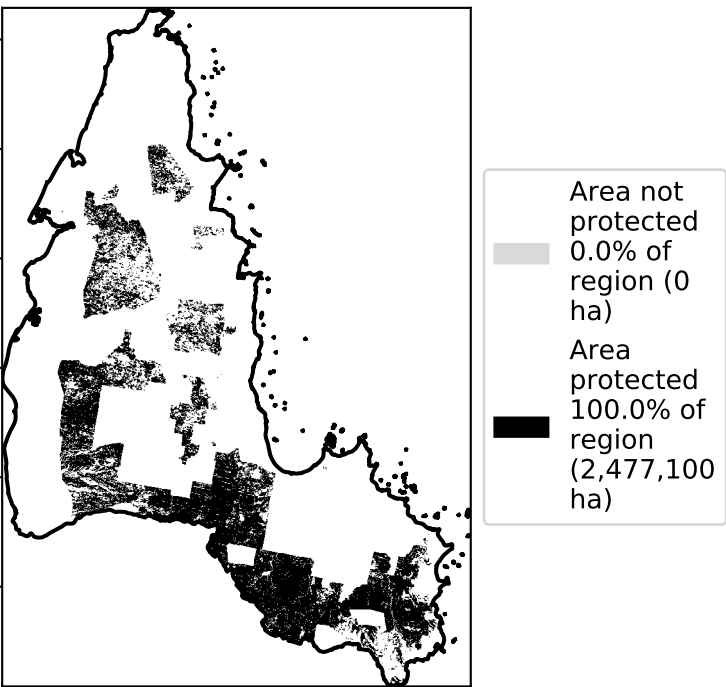 Area not
protected
0.0% of
region (0
ha)
Area
protected
100.0% of
region
(2,477,100
ha)